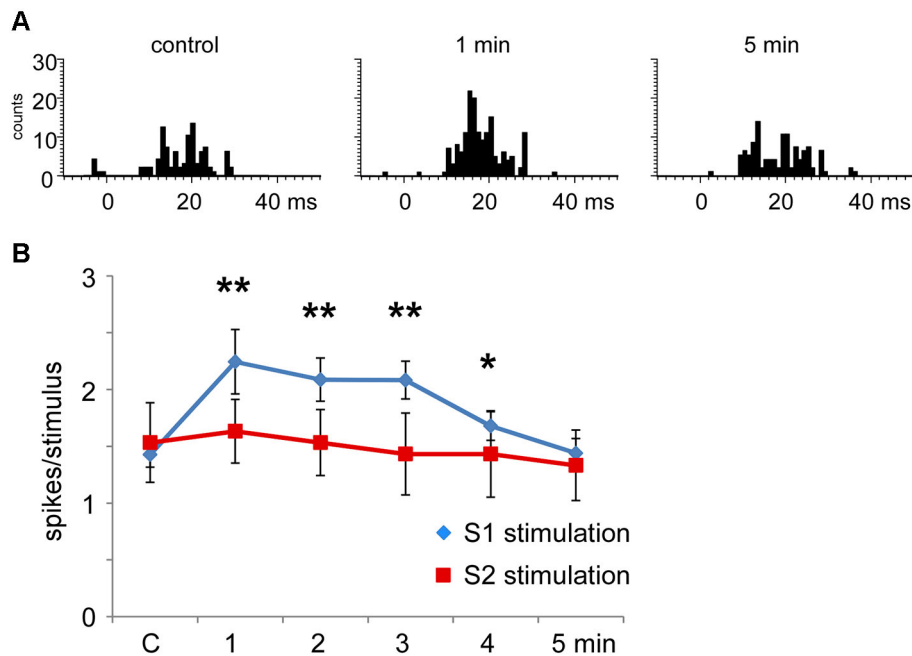 A
control
1 min
5 min
counts
30
20
10
0
0 20 40 ms
0 20 40 ms
0 20 40 ms
B
spikes/stimulus
3
2
1
0
** ** ** *
S1 stimulation
S2 stimulation
C 1 2 3 4 5 min